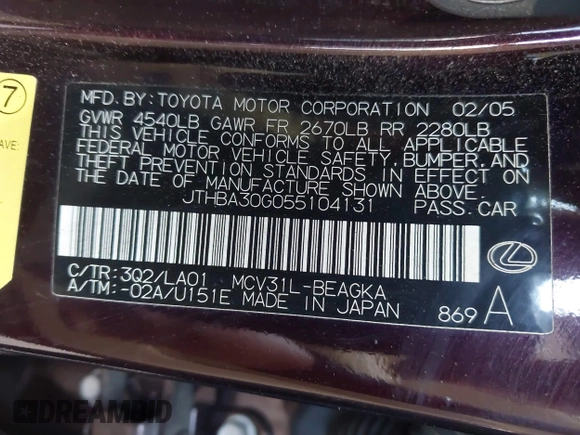 7
AVE:
MFD. BY: TOYOTA MOTOR CORPORATION 02/05
GVWR 4540LB GAWR FR 2670LB RR 2280LB
THIS VEHICLE CONFORMS TO ALL APPLICABLE
FEDERAL MOTOR VEHICLE SAFETY, BUMPER, AND
THEFT PREVENTION STANDARDS IN EFFECT ON
THE DATE OF MANUFACTURE SHOWN ABOVE.
JTHBA30G055104131 PASS. CAR
C/TR: 3Q2/LA01 MCV31L-BEAGKA
A/TM: -02A/U151E MADE IN JAPAN
869 A
DREAMBID